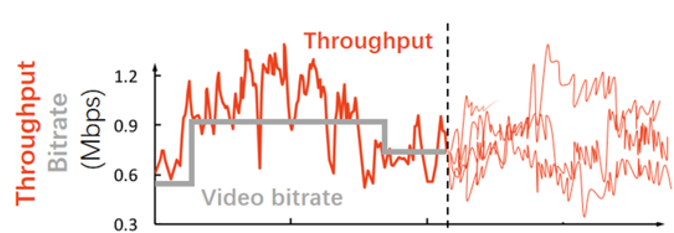 Throughput
Bitrate
(Mbps)
1.2
0.9
0.6
0.3
Throughput
Video bitrate